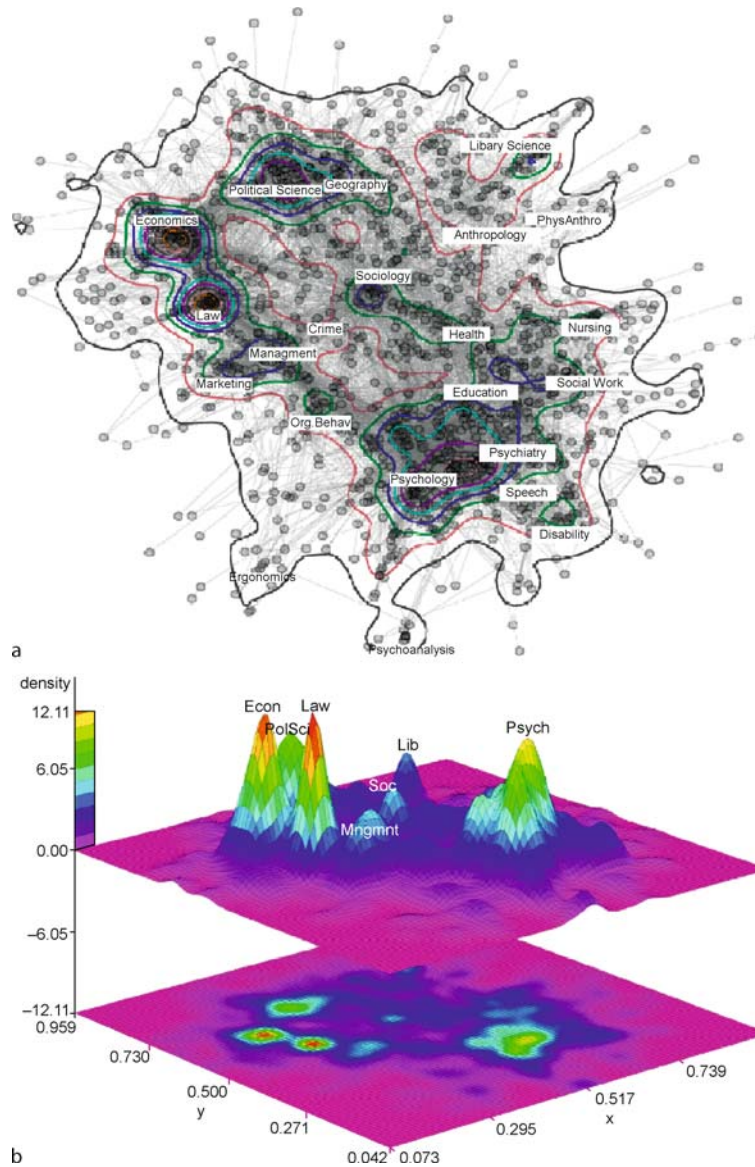 Libary Science
Political Science
Geography
Economics
PhysAnthro
Anthropology
Sociology
Law
Crime
Health
Nursing
Managment
Marketing
Education
Social Work
Org.Behav
Psychiatry
Psychology
Speech
Disability
Ergonomics
Psychoanalysis
a
density
12.11
6.05
0.00
−6.05
−12.11
Econ
Law
PolSci
Lib
Psych
Soc
Mngmnt
0.959
0.730
0.500
0.271
0.042
y
0.073
0.295
0.517
0.739
x
b